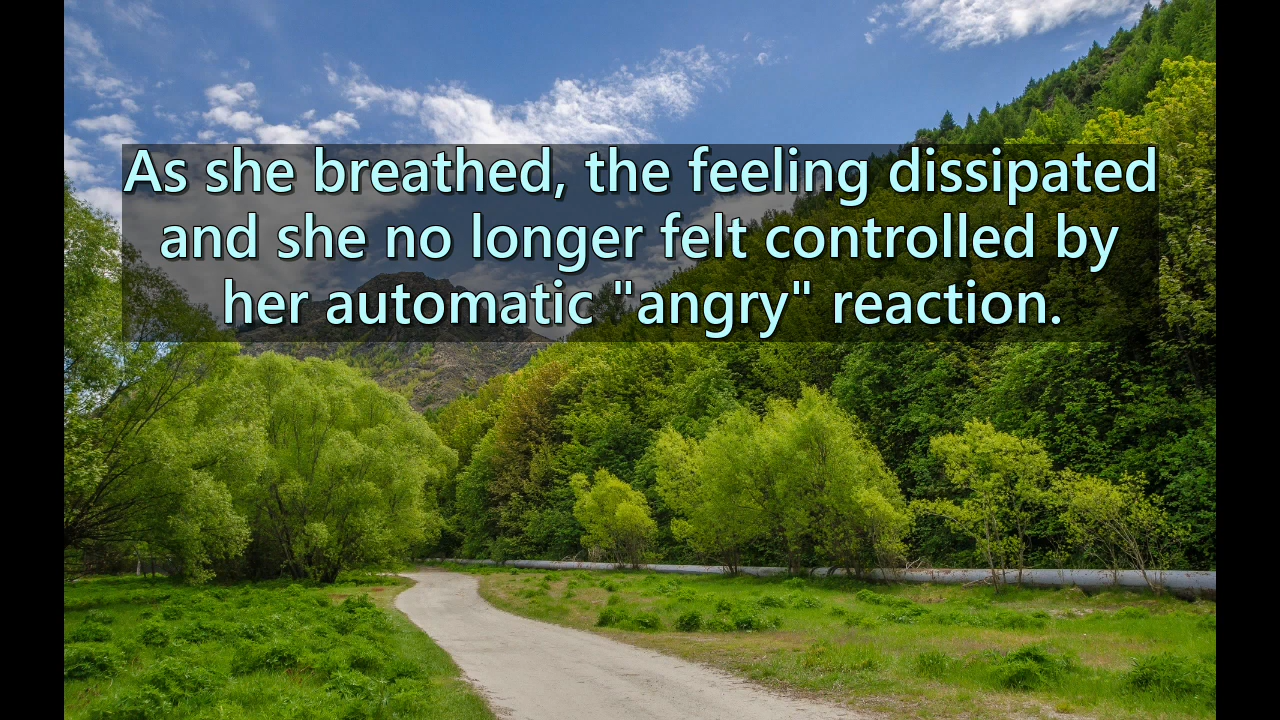 As she breathed, the feeling dissipated
and she no longer felt controlled by
her automatic "angry" reaction.